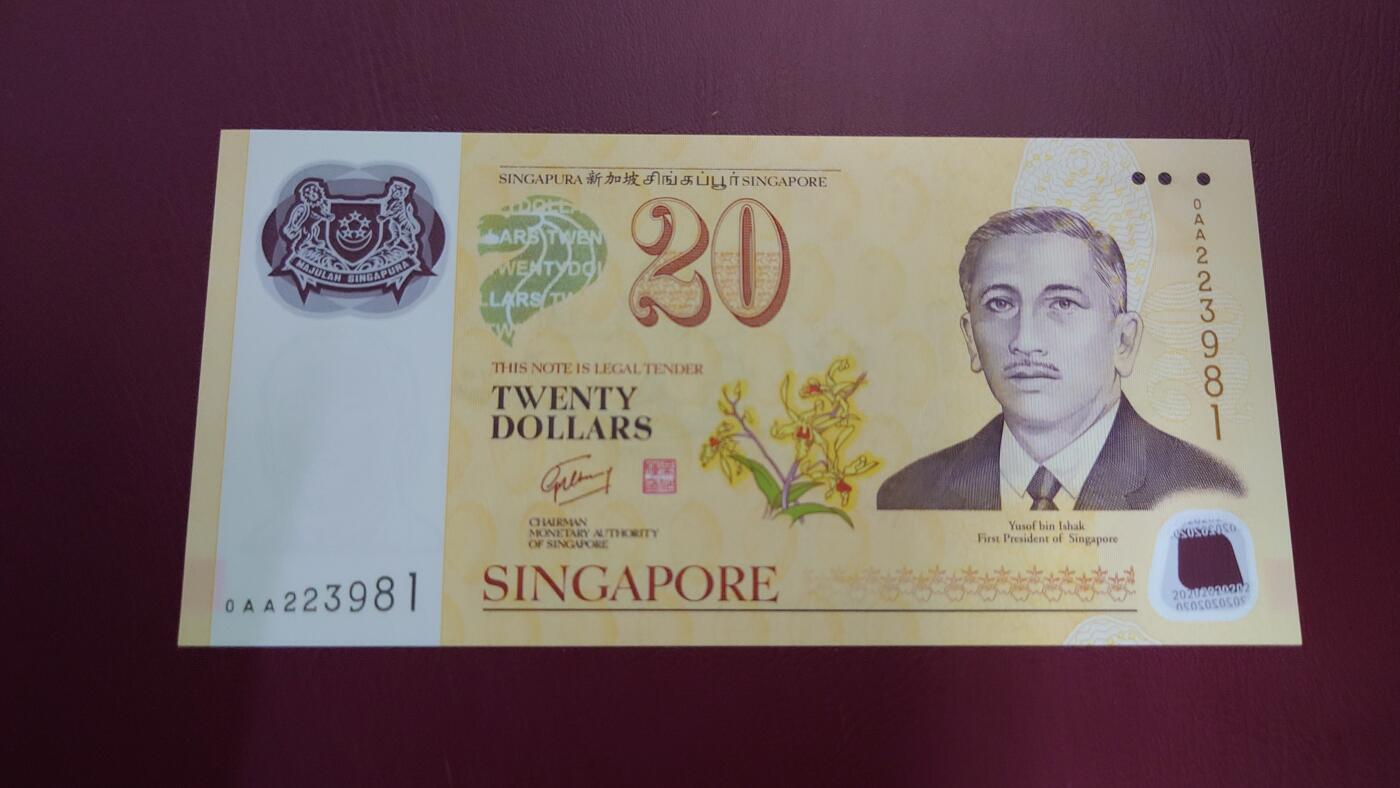 SINGAPURA 新加坡 சிங்கப்பூர் SINGAPORE
MAJULAH SINGAPURA
20
THIS NOTE IS LEGAL TENDER
TWENTY
DOLLARS
CHAIRMAN
MONETARY AUTHORITY
OF SINGAPORE
SINGAPORE
0AA223981
0AA223981
Yusof bin Ishak
First President of Singapore